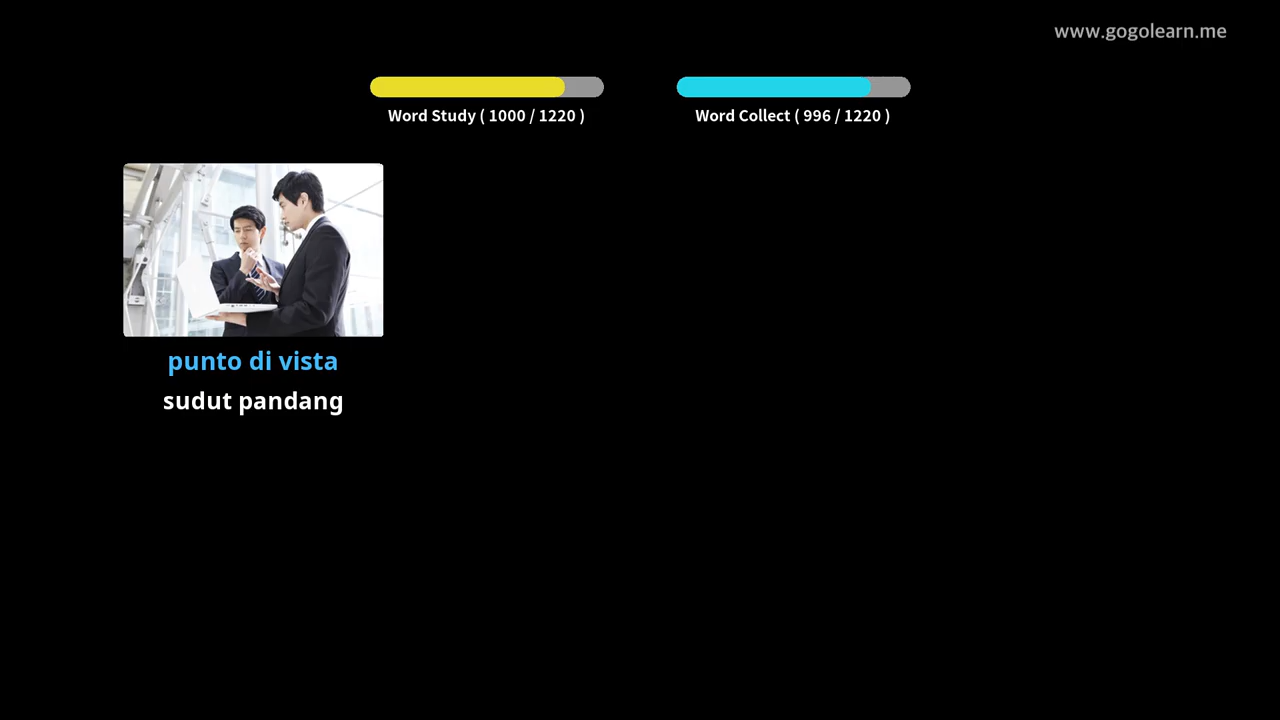 www.gogolearn.me
Word Study ( 1000 / 1220 )
Word Collect ( 996 / 1220 )
punto di vista
sudut pandang